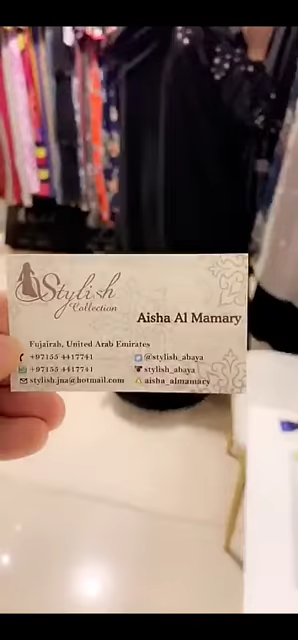 Stylish
Collection
Aisha Al Mamary
Fujairah, United Arab Emirates
+97155 4417741
@stylish_abaya
+97155 4417741
stylish_abaya
stylish.jna@hotmail.com
aisha_almamary